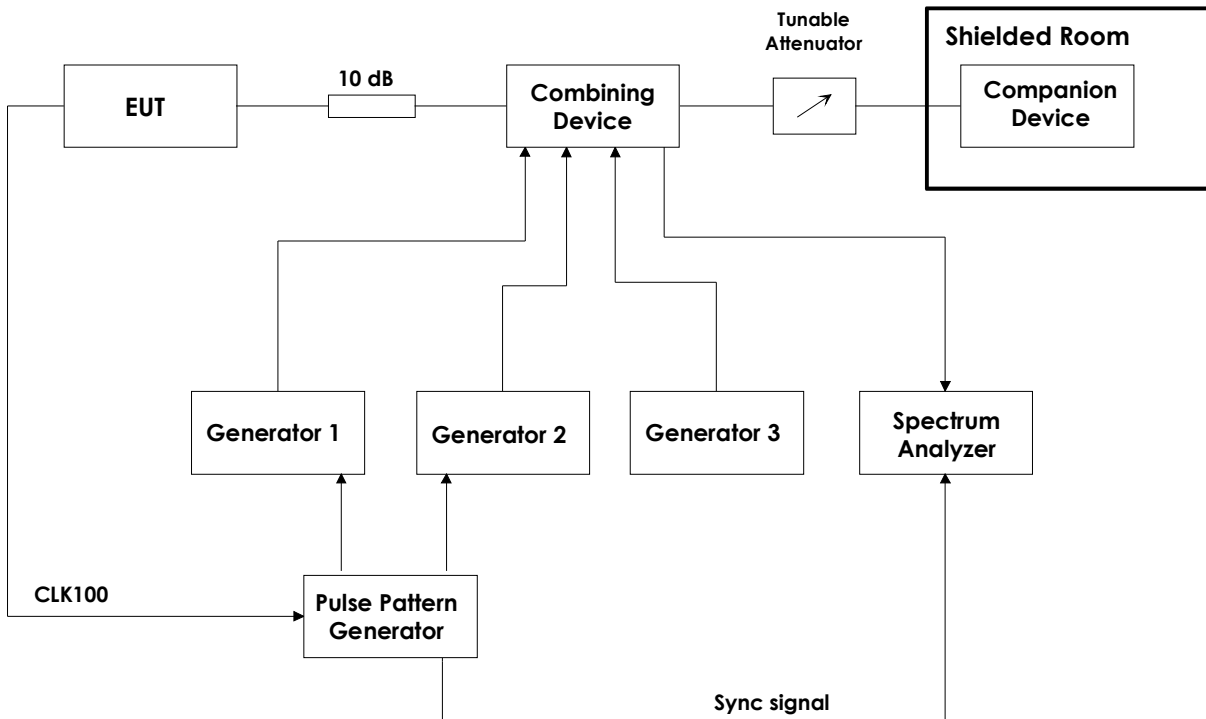 Tunable
Attenuator
Shielded Room
10 dB
EUT
Combining
Device
Companion
Device
Generator 1
Generator 2
Generator 3
Spectrum
Analyzer
CLK100
Pulse Pattern
Generator
Sync signal